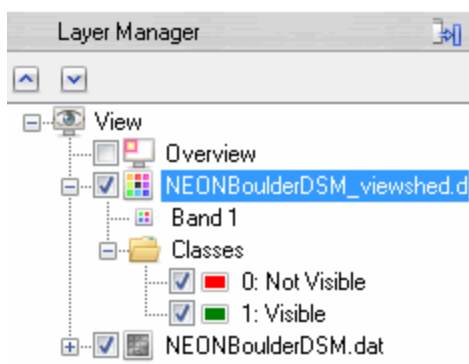 Layer Manager
View
Overview
NEONBoulderDSM_viewshed.d
Band 1
Classes
0: Not Visible
1: Visible
NEONBoulderDSM.dat